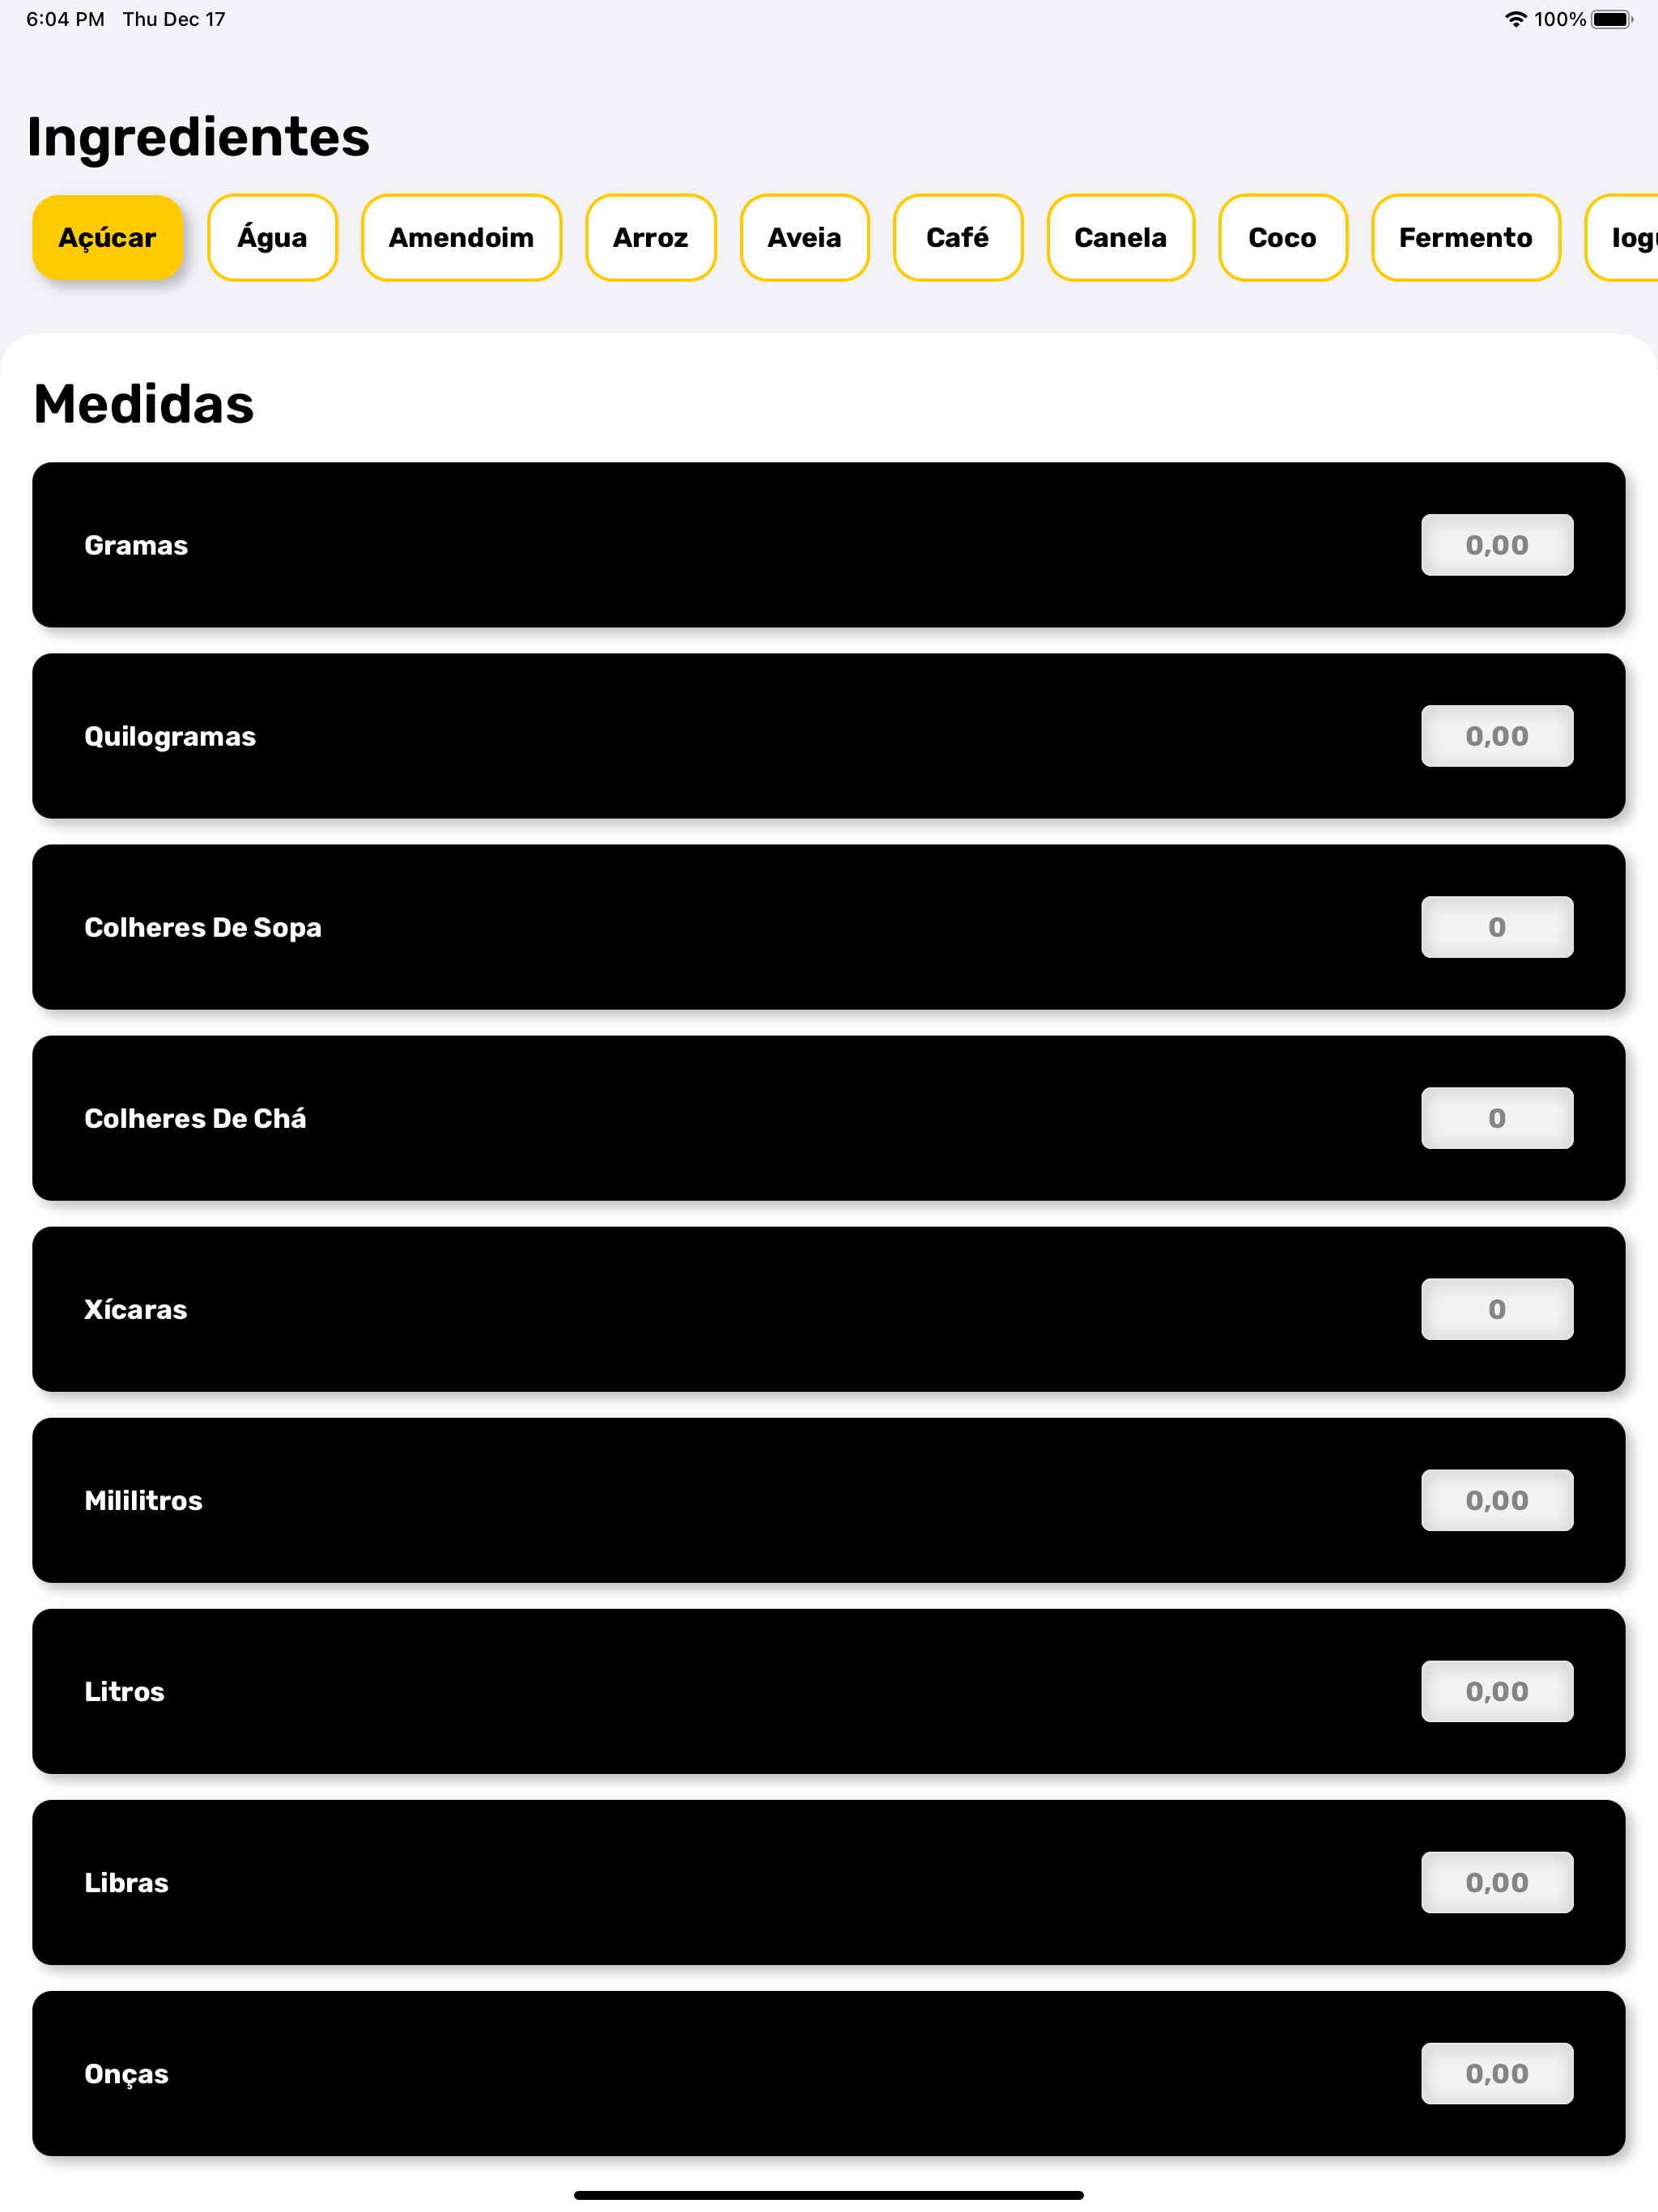 6:04 PM Thu Dec 17 100%
Ingredientes
Açúcar Água Amendoim Arroz Aveia Café Canela Coco Fermento
Medidas
Gramas 0,00
Quilogramas 0,00
Colheres De Sopa 0
Colheres De Chá 0
Xícaras 0
Mililitros 0,00
Litros 0,00
Libras 0,00
Onças 0,00